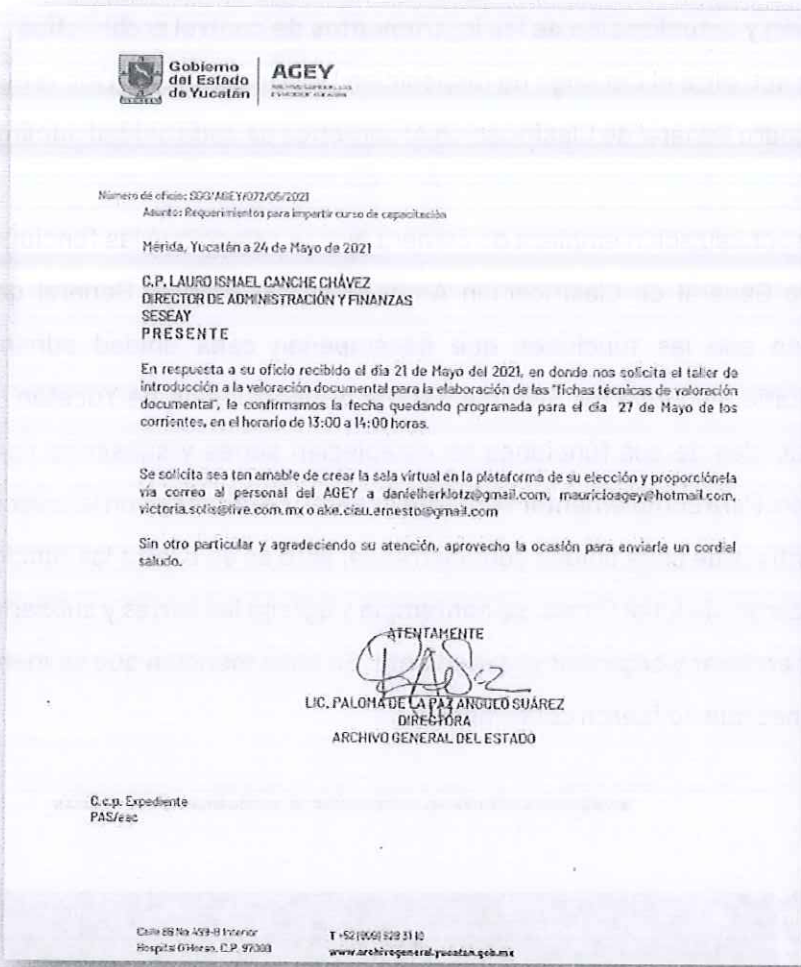 Gobierno
del Estado
de Yucatán
AGEY
Número de oficio: SGG/AGEY/072/05/2021
Asunto: Requerimientos para impartir curso de capacitación
Mérida, Yucatán a 24 de Mayo de 2021
C.P. LAURO ISMAEL CANCHE CHÁVEZ
DIRECTOR DE ADMINISTRACIÓN Y FINANZAS
SESEAY
PRESENTE
En respuesta a su oficio recibido el día 21 de Mayo del 2021, en donde nos solicita el taller de
introducción a la valoración documental para la elaboración de las "fichas técnicas de valoración
documental", le confirmamos la fecha quedando programada para el día 27 de Mayo de los
corrientes, en el horario de 13:00 a 14:00 horas.
Se solicita sea tan amable de crear la sala virtual en la plataforma de su elección y proporciónela
vía correo al personal del AGEY a danielherklotz@gmail.com, mauricioagey@hotmail.com,
victoria.solis@live.com.mx o ake.ciau.ernesto@gmail.com
Sin otro particular y agradeciendo su atención, aprovecho la ocasión para enviarle un cordial
saludo.
ATENTAMENTE
LIC. PALOMA DE LA PAZ ANGULO SUÁREZ
DIRECTORA
ARCHIVO GENERAL DEL ESTADO
C.c.p. Expediente
PAS/eac
Calle 86 No. 499-B Interior
Hospital O'Horan, C.P. 97000
T +52 (999) 928 31 10
www.archivogeneral.yucatan.gob.mx